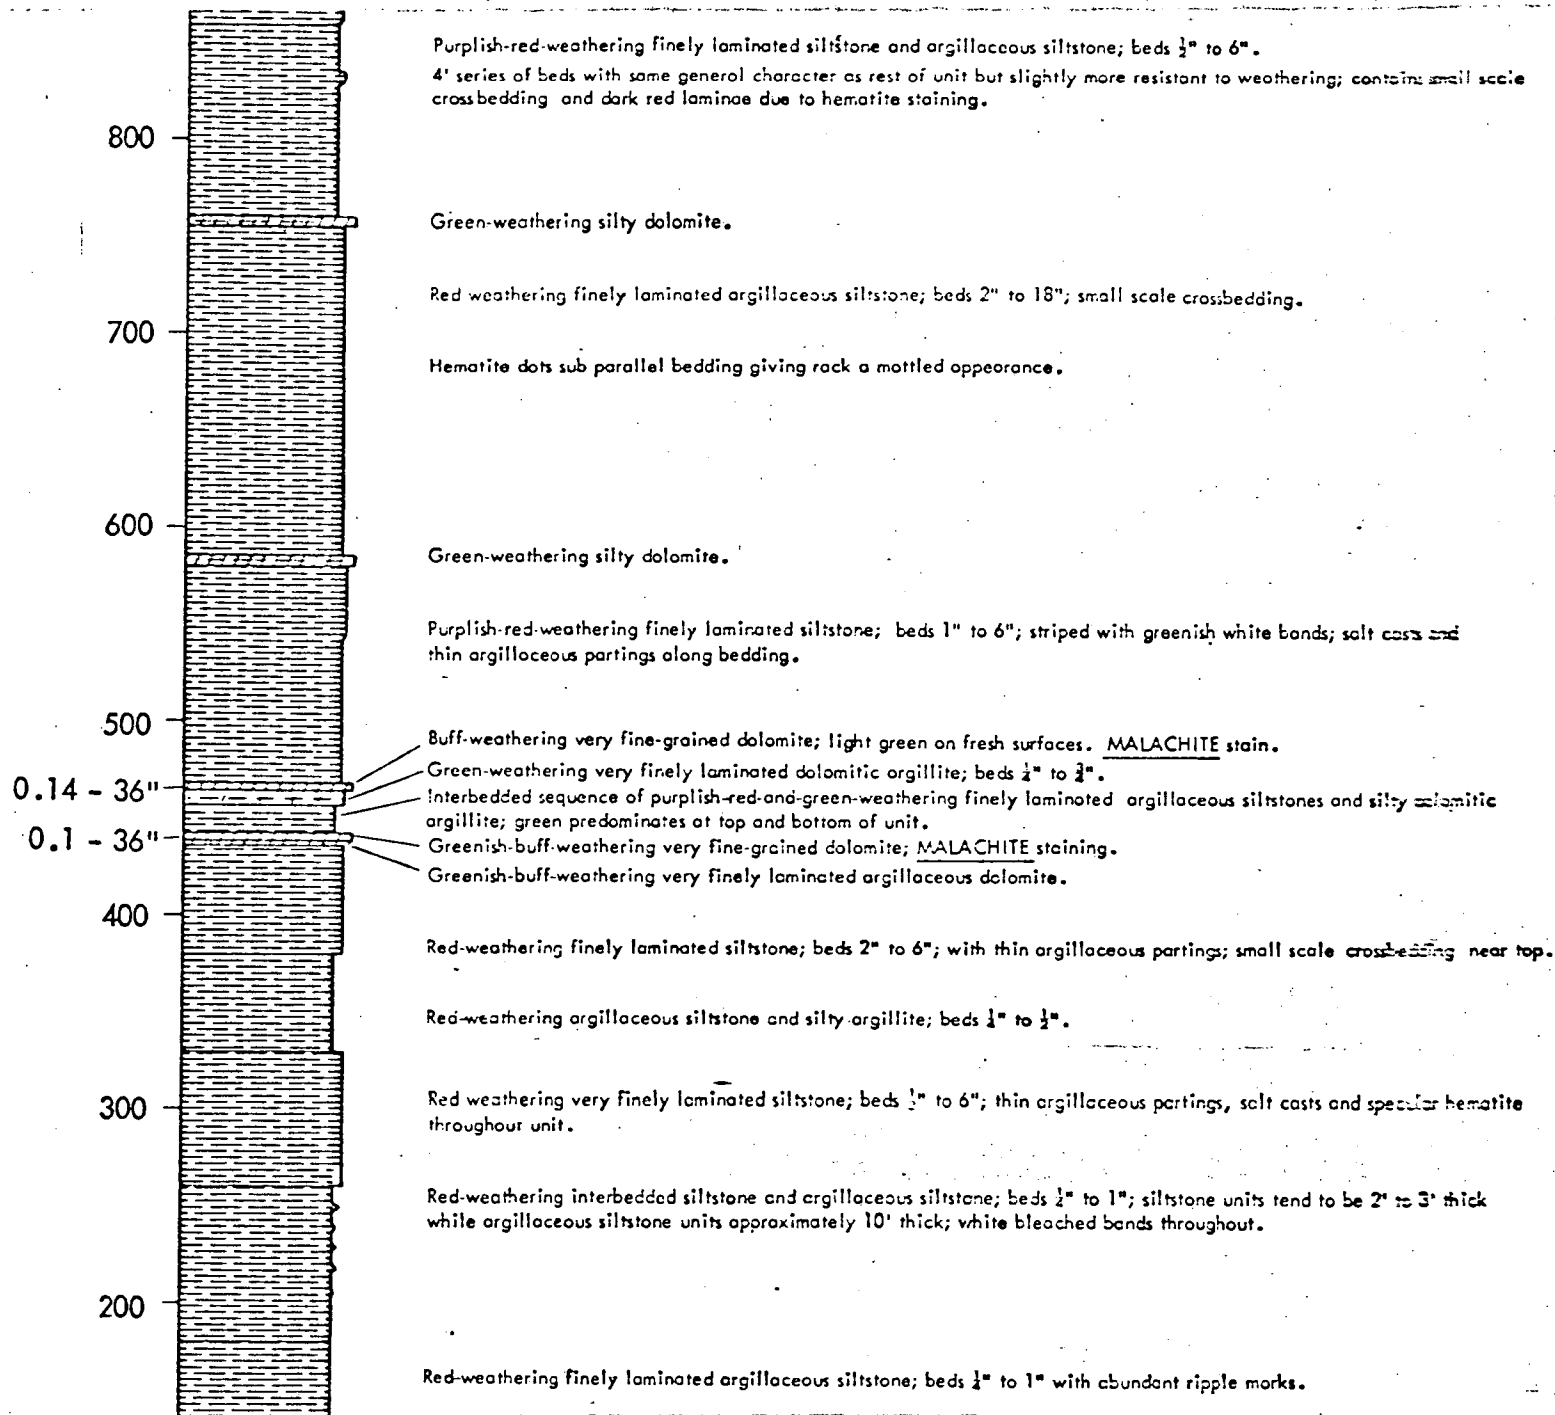 Purplish-red-weathering finely laminated siltstone and argillaceous siltstone; beds ½" to 6".
4' series of beds with same general character as rest of unit but slightly more resistant to weathering; contains small scale
crossbedding and dark red laminae due to hematite staining.
800
Green-weathering silty dolomite.
Red weathering finely laminated argillaceous siltstone; beds 2" to 18"; small scale crossbedding.
700
Hematite dots sub parallel bedding giving rock a mottled appearance.
600
Green-weathering silty dolomite.
Purplish-red-weathering finely laminated siltstone; beds 1" to 6"; striped with greenish white bands; salt casts and
thin argillaceous partings along bedding.
500
Buff-weathering very fine-grained dolomite; light green on fresh surfaces. MALACHITE stain.
Green-weathering very finely laminated dolomitic argillite; beds to
0.14 - 36"
Interbedded sequence of purplish-red-and-green-weathering finely laminated argillaceous siltstones and silty dolomitic
argillite; green predominates at top and bottom of unit.
0.1 - 36"
Greenish-buff-weathering very fine-grained dolomite; MALACHITE staining.
Greenish-buff-weathering very finely laminated argillaceous dolomite.
400
Red-weathering finely laminated siltstone; beds 2" to 6"; with thin argillaceous partings; small scale crossbedding near top.
Red-weathering argillaceous siltstone and silty argillite; beds to ½".
300
Red weathering very finely laminated siltstone; beds to 6"; thin argillaceous partings, salt casts and specular hematite
throughour unit.
Red-weathering interbedded siltstone and argillaceous siltstone; beds to 1"; siltstone units tend to be 2' to 3' thick
while argillaceous siltstone units approximately 10' thick; white bleached bands throughout.
200
Red-weathering finely laminated argillaceous siltstone; beds to 1" with abundant ripple marks.